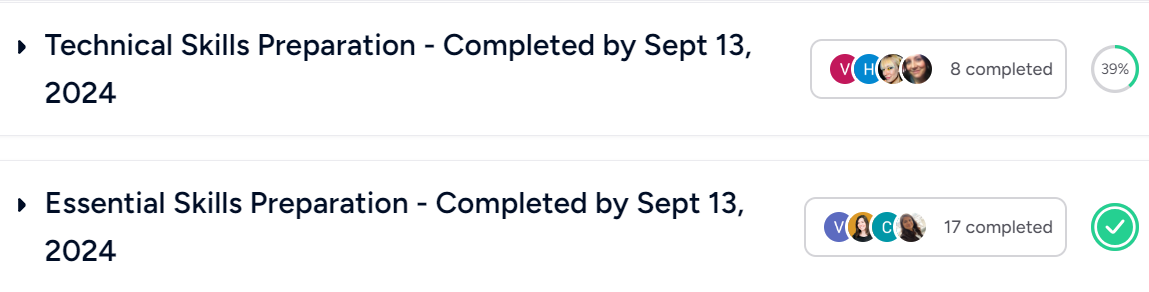 Technical Skills Preparation - Completed by Sept 13,
2024
V H
8 completed
39%
Essential Skills Preparation - Completed by Sept 13,
2024
V C
17 completed